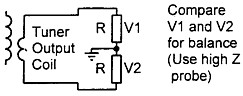 Tuner
Output
Coil
R
V1
R
V2
Compare
V1 and V2
for balance
(Use high Z
probe)